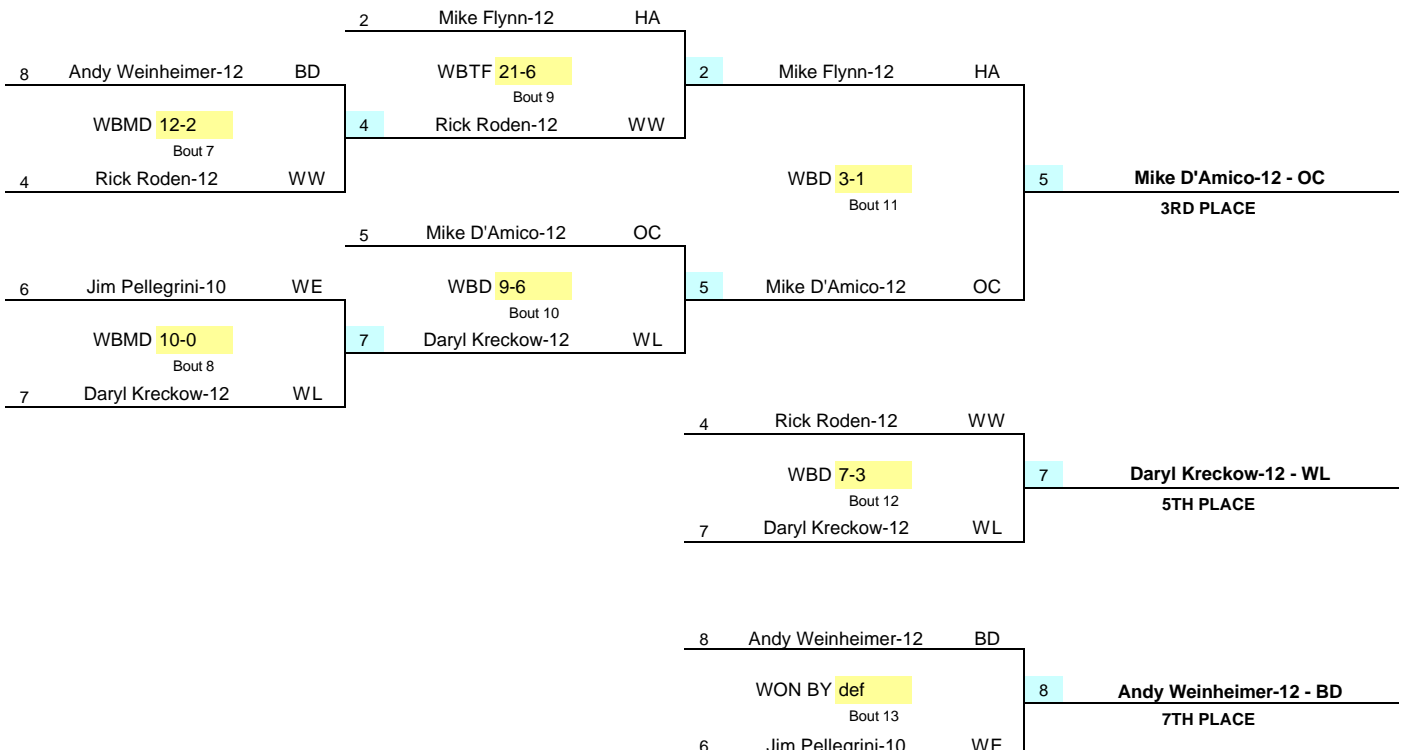 2 Mike Flynn-12 HA
8 Andy Weinheimer-12 BD WBTF 21-6 2 Mike Flynn-12 HA
Bout 9
WBMD 12-2 4 Rick Roden-12 WW
Bout 7
4 Rick Roden-12 WW WBD 3-1 5 Mike D'Amico-12 - OC
Bout 11 3RD PLACE
5 Mike D'Amico-12 OC
6 Jim Pellegrini-10 WE WBD 9-6 5 Mike D'Amico-12 OC
Bout 10
WBMD 10-0 7 Daryl Kreckow-12 WL
Bout 8
7 Daryl Kreckow-12 WL
4 Rick Roden-12 WW
WBD 7-3 7 Daryl Kreckow-12 - WL
Bout 12 5TH PLACE
7 Daryl Kreckow-12 WL
8 Andy Weinheimer-12 BD
WON BY def 8 Andy Weinheimer-12 - BD
Bout 13 7TH PLACE
6 Jim Pellegrini-10 WE